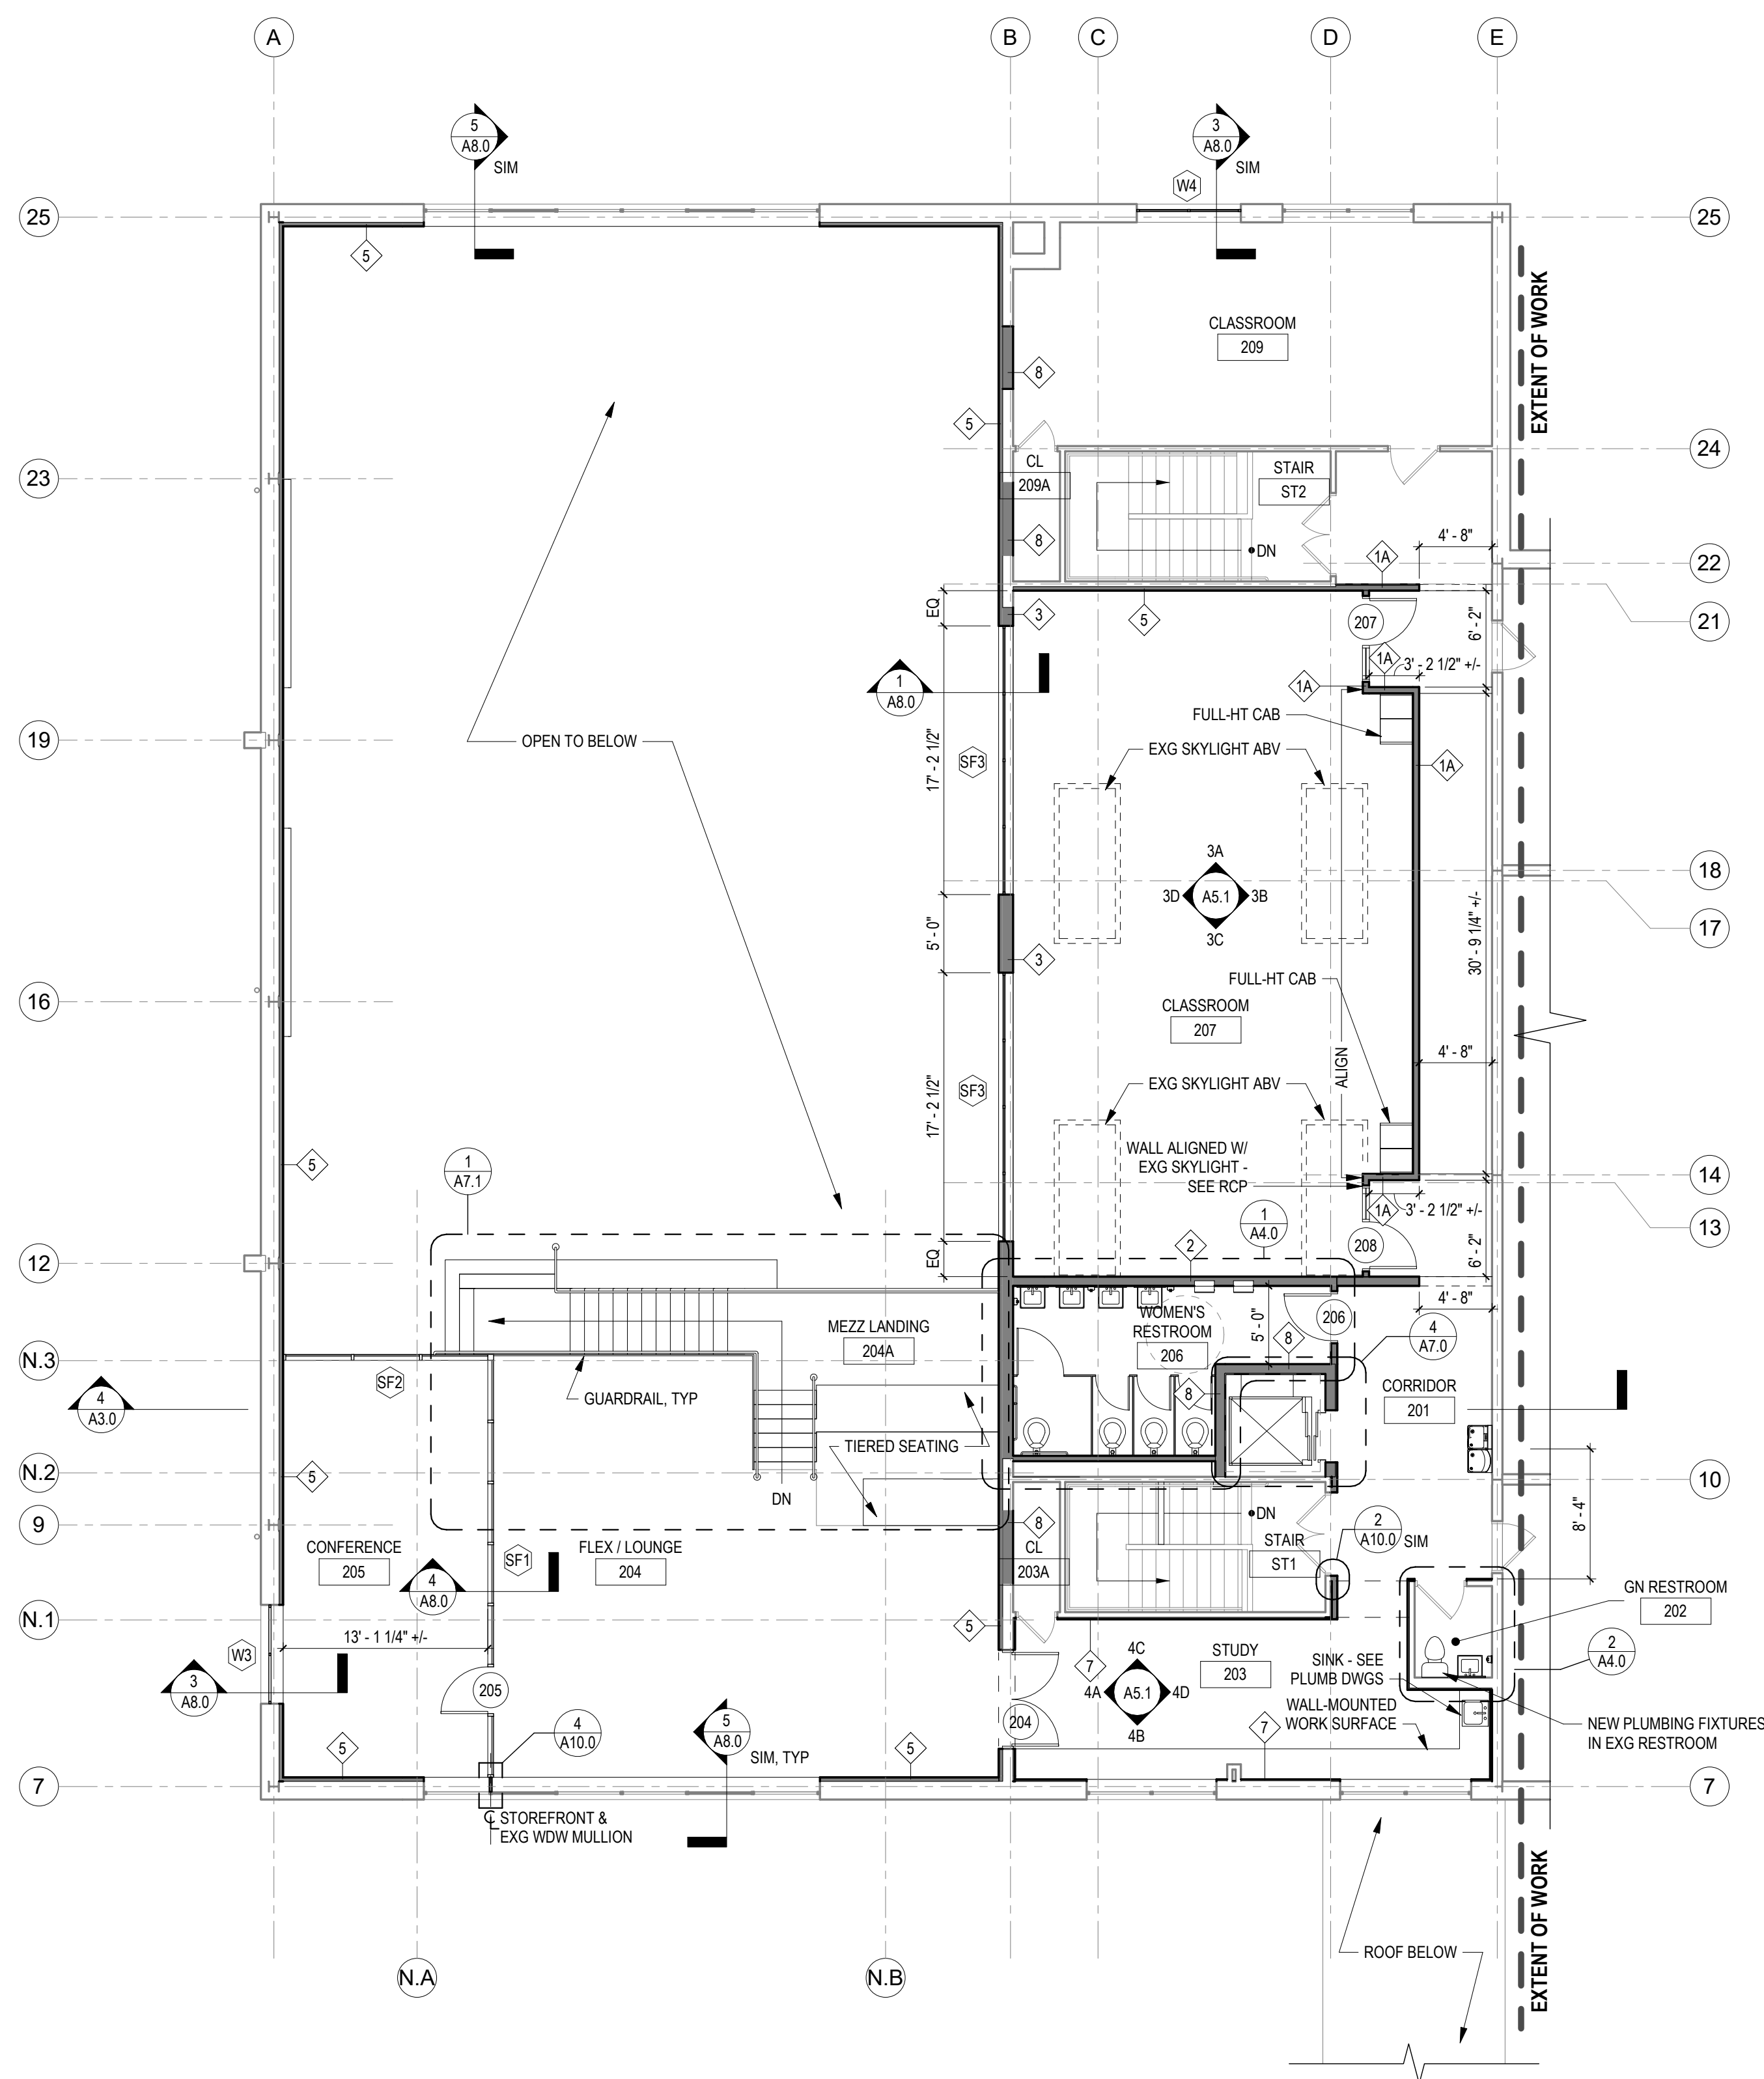 A
B
C
D
E
5
A8.0
SIM
3
A8.0
SIM
W4
25
25
5
EXTENT OF WORK
CLASSROOM
209
8
5
24
23
CL
209A
STAIR
ST2
8
DN
4' - 8"
1A
22
EQ
3
5
207
6' - 2"
21
1A
3' - 2 1/2" +/-
1
A8.0
1A
FULL-HT CAB
19
OPEN TO BELOW
17' - 2 1/2"
SF3
EXG SKYLIGHT ABV
1A
3A
3D
A5.1
3B
3C
18
17
5' - 0"
3
30' - 9 1/4" +/-
FULL-HT CAB
16
CLASSROOM
207
ALIGN
4' - 8"
17' - 2 1/2"
SF3
EXG SKYLIGHT ABV
5
1
A7.1
WALL ALIGNED W/
EXG SKYLIGHT -
SEE RCP
14
1A
3' - 2 1/2" +/-
13
1
A4.0
12
EQ
2
208
6' - 2"
4' - 8"
MEZZ LANDING
204A
WOMEN'S
RESTROOM
206
5' - 0"
206
8
4
A7.0
N.3
SF2
4
A3.0
GUARDRAIL, TYP
8
CORRIDOR
201
TIERED SEATING
N.2
5
DN
10
9
8
DN
2
A10.0
SIM
8' - 4"
CONFERENCE
205
FLEX / LOUNGE
204
SF1
4
A8.0
CL
203A
STAIR
ST1
GN RESTROOM
202
N.1
13' - 1 1/4" +/-
5
W3
3
A8.0
205
7
4C
4A
A5.1
4D
4B
STUDY
203
SINK - SEE
PLUMB DWGS
2
A4.0
WALL-MOUNTED
WORK SURFACE
204
7
NEW PLUMBING FIXTURES
IN EXG RESTROOM
5
4
A10.0
5
A8.0
SIM, TYP
5
7
7
STOREFRONT &
EXG WDW MULLION
EXTENT OF WORK
ROOF BELOW
N.A
N.B